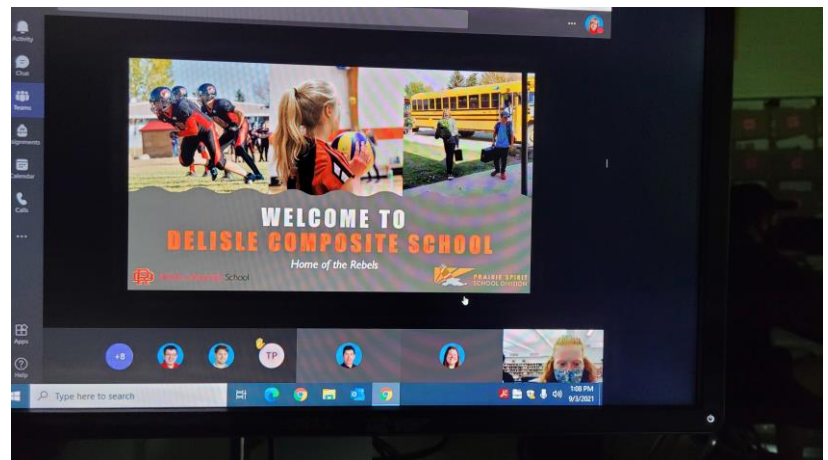 Activity
Chat
Teams
Assignments
Calendar
Calls
WELCOME TO
DELISLE COMPOSITE SCHOOL
Home of the Rebels
School
PRAIRIE SPIRIT
SCHOOL DIVISION
Apps
Help
+8
TP
Type here to search
1:08 PM
9/3/2021